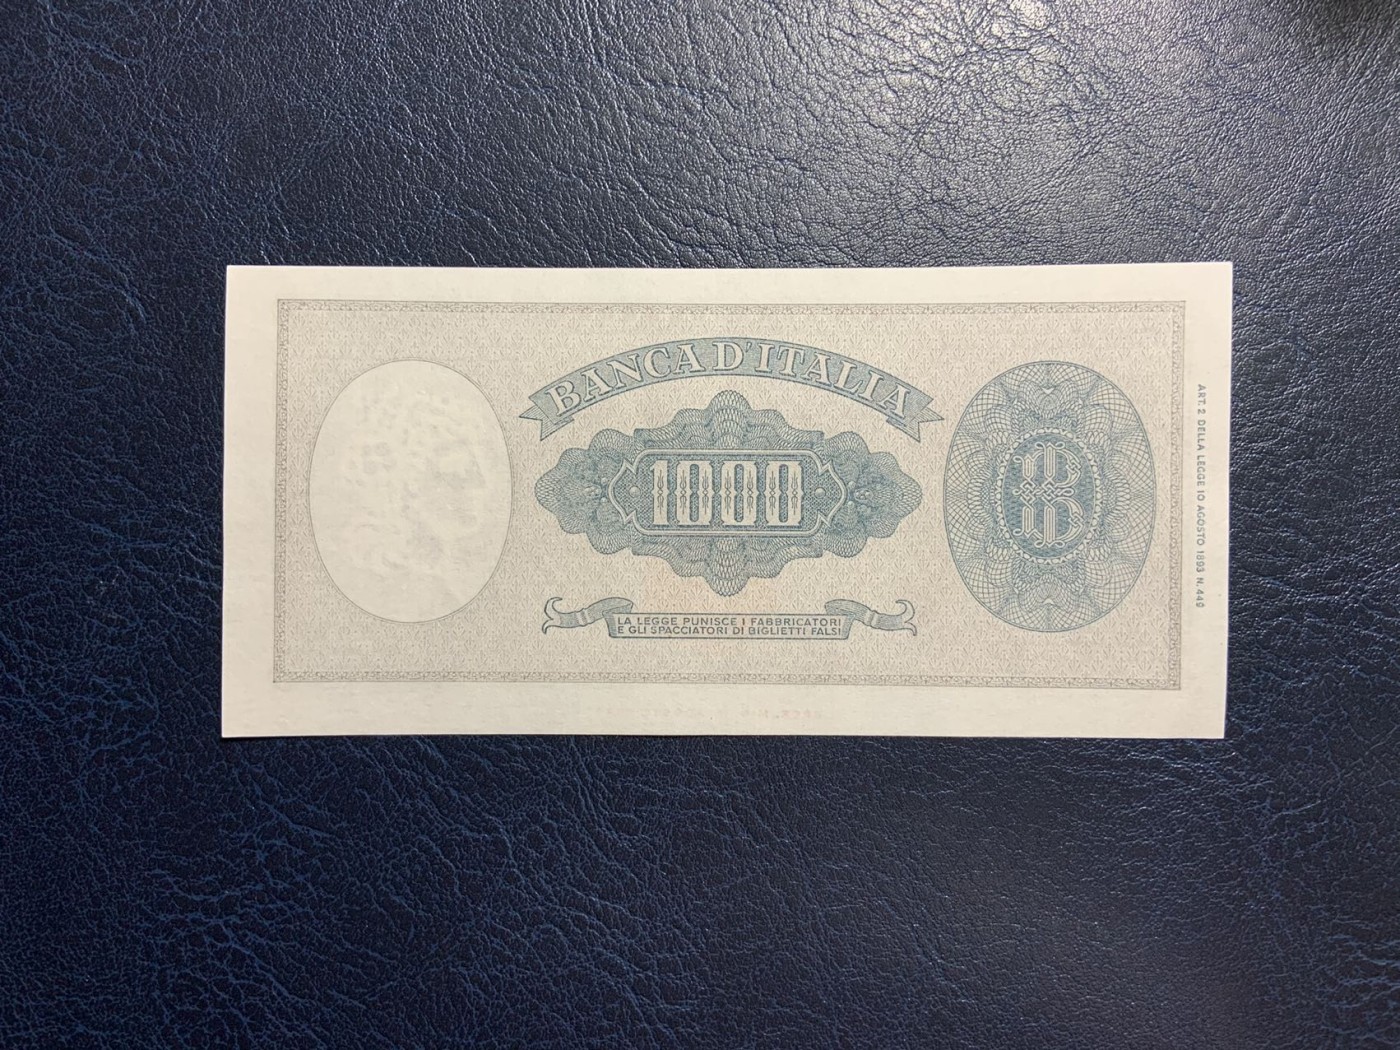 BANCA D'ITALIA
1000
LA LEGGE PUNISCE I FABBRICATORI
E GLI SPACCIATORI DI BIGLIETTI FALSI
B
ART. 2 DELLA LEGGE 10 AGOSTO 1893 N. 449